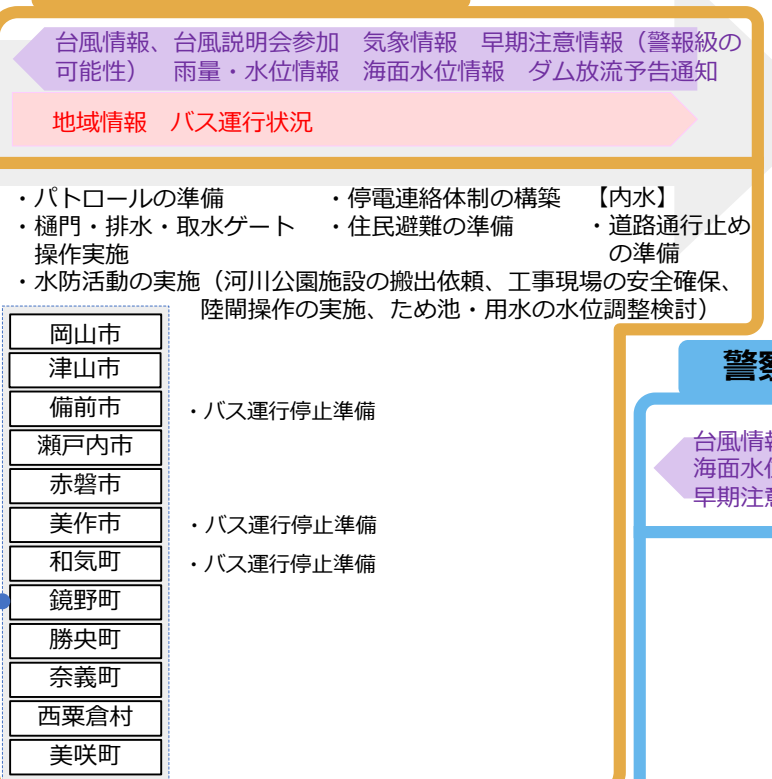 台風情報、台風説明会参加　気象情報　早期注意情報（警報級の
可能性）　雨量・水位情報　海面水位情報　ダム放流予告通知
地域情報　バス運行状況
・パトロールの準備
・樋門・排水・取水ゲート
操作実施
・停電連絡体制の構築
・住民避難の準備
【内水】
・道路通行止め
の準備
・水防活動の実施（河川公園施設の搬出依頼、工事現場の安全確保、
陸閘操作の実施、ため池・用水の水位調整検討）
岡山市
津山市
備前市　・バス運行停止準備
瀬戸内市
赤磐市
美作市　・バス運行停止準備
和気町　・バス運行停止準備
鏡野町
勝央町
奈義町
西粟倉村
美咲町
警察
台風情報
海面水位
早期注意